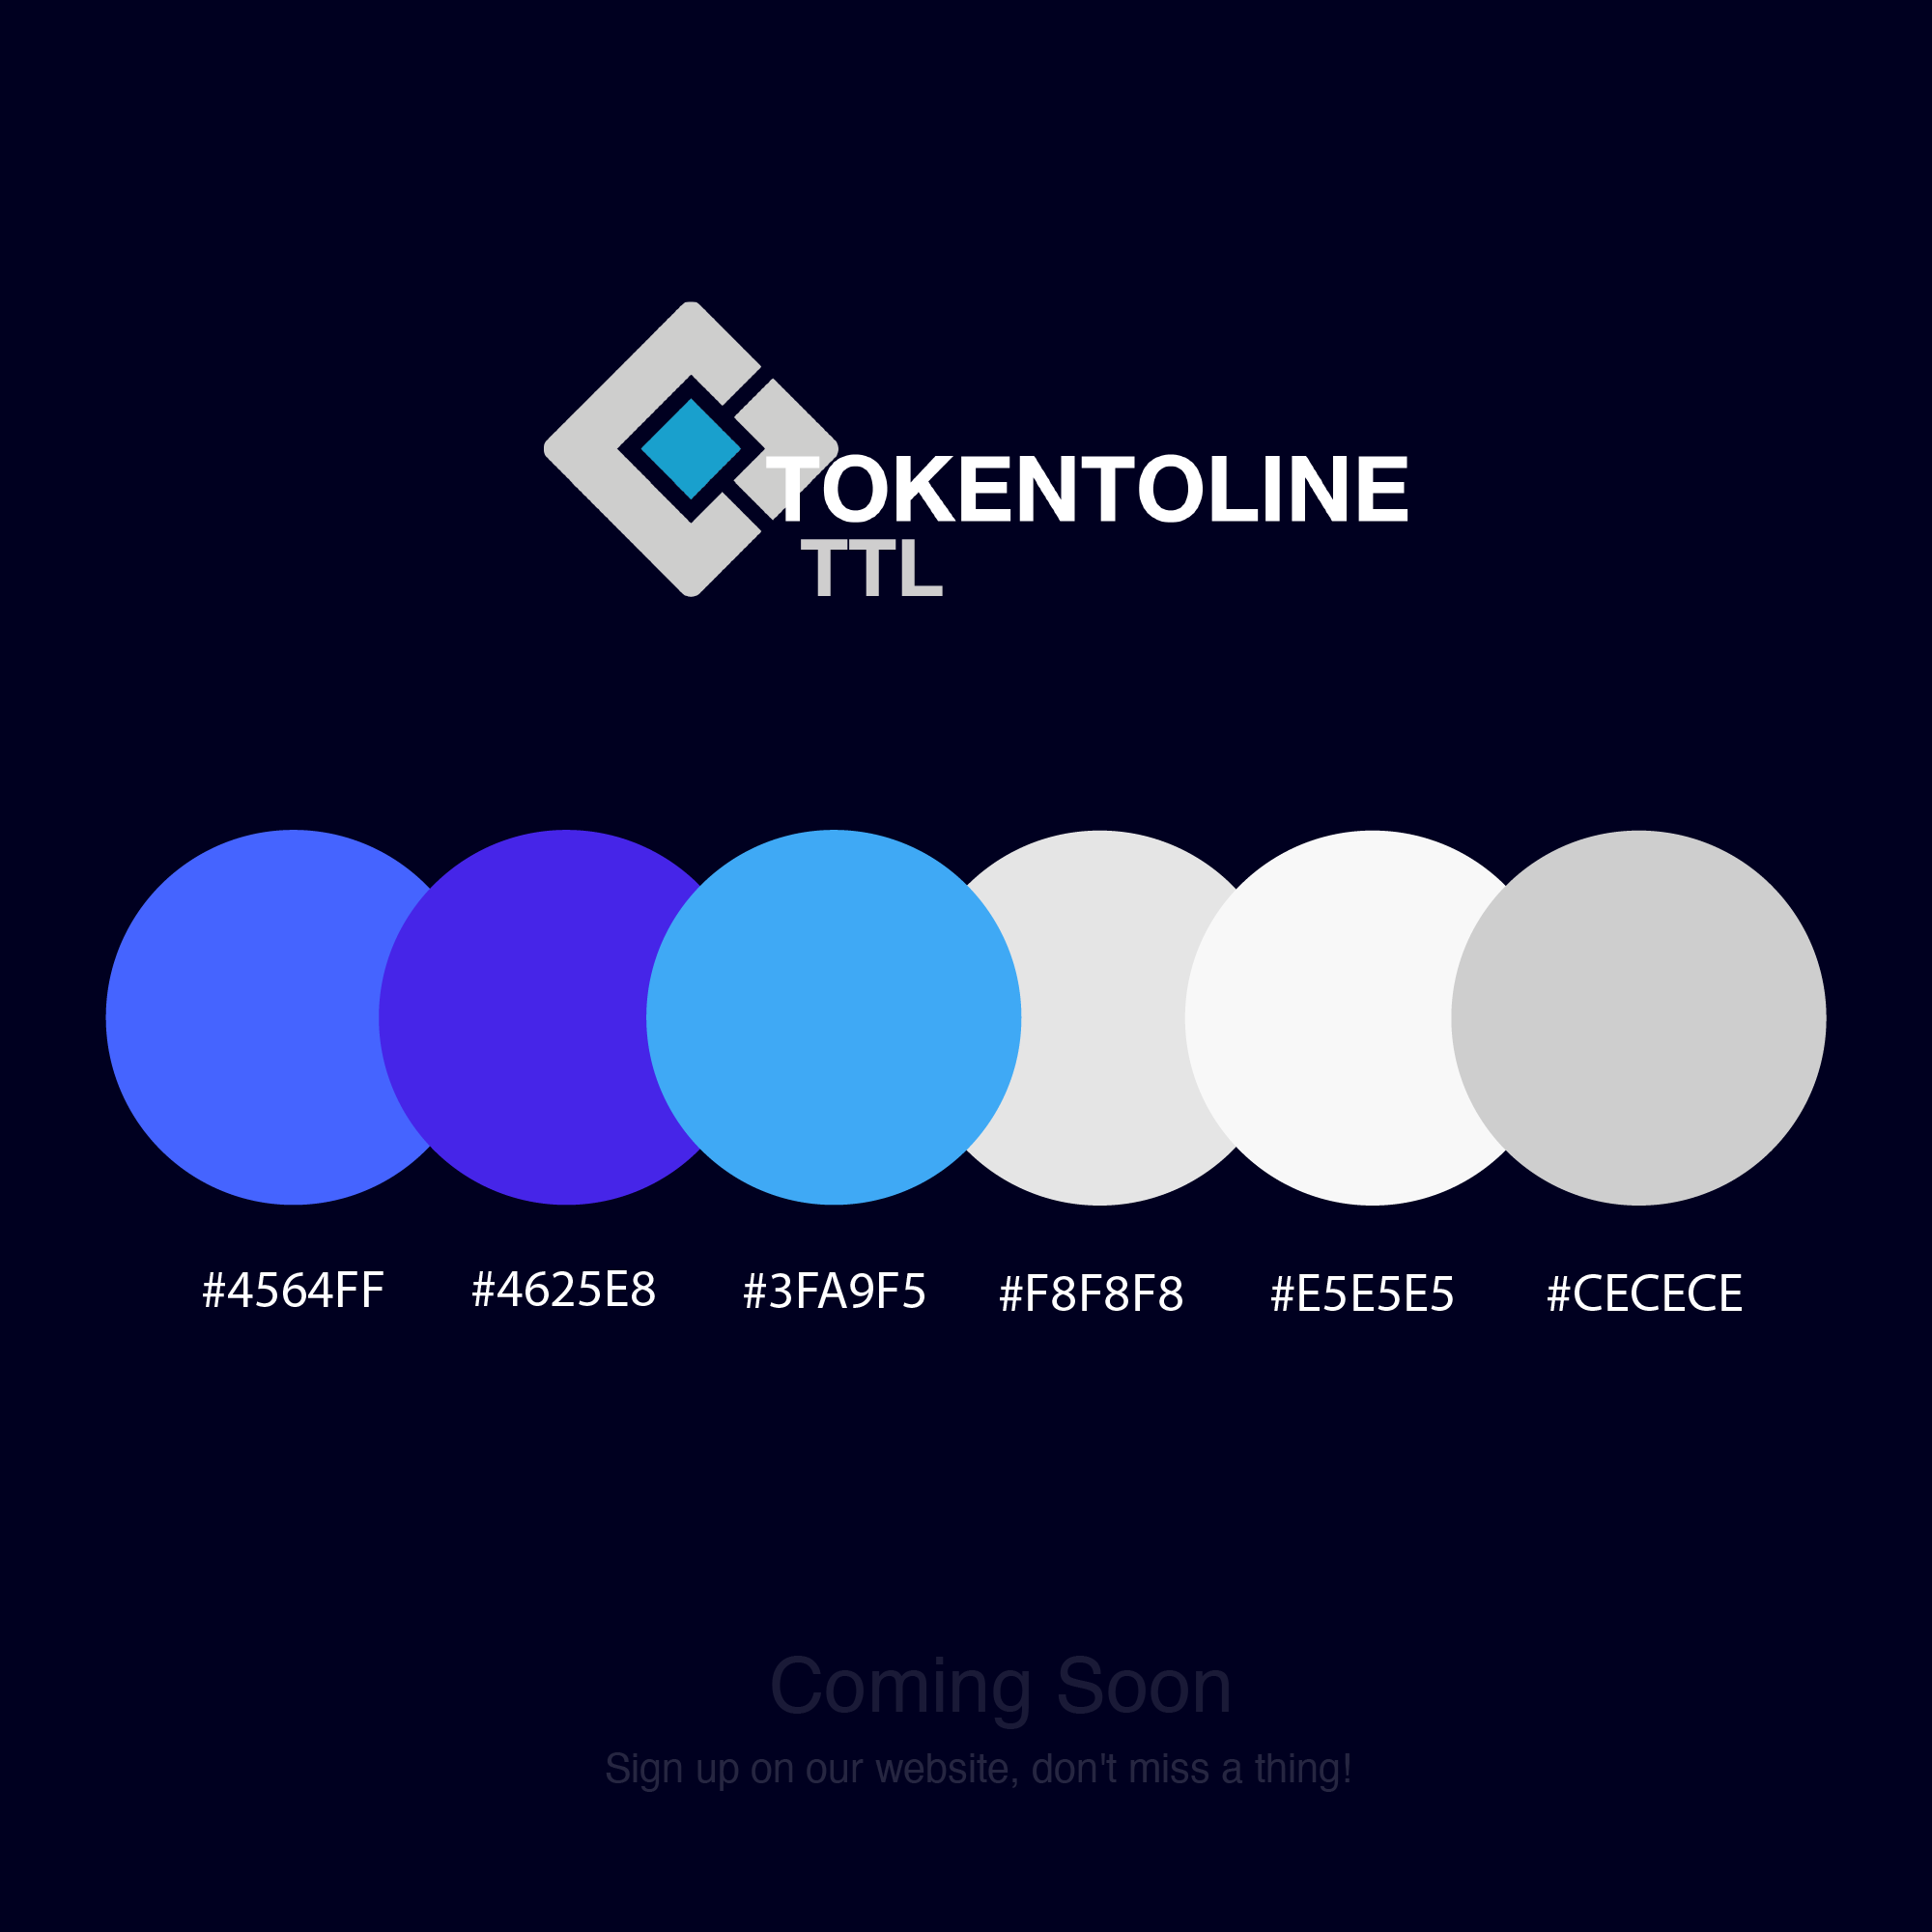 TOKENTOLINE
TTL
#4564FF #4625E8 #3FA9F5 #F8F8F8 #E5E5E5 #CECECE
Coming Soon
Sign up on our website, don't miss a thing!